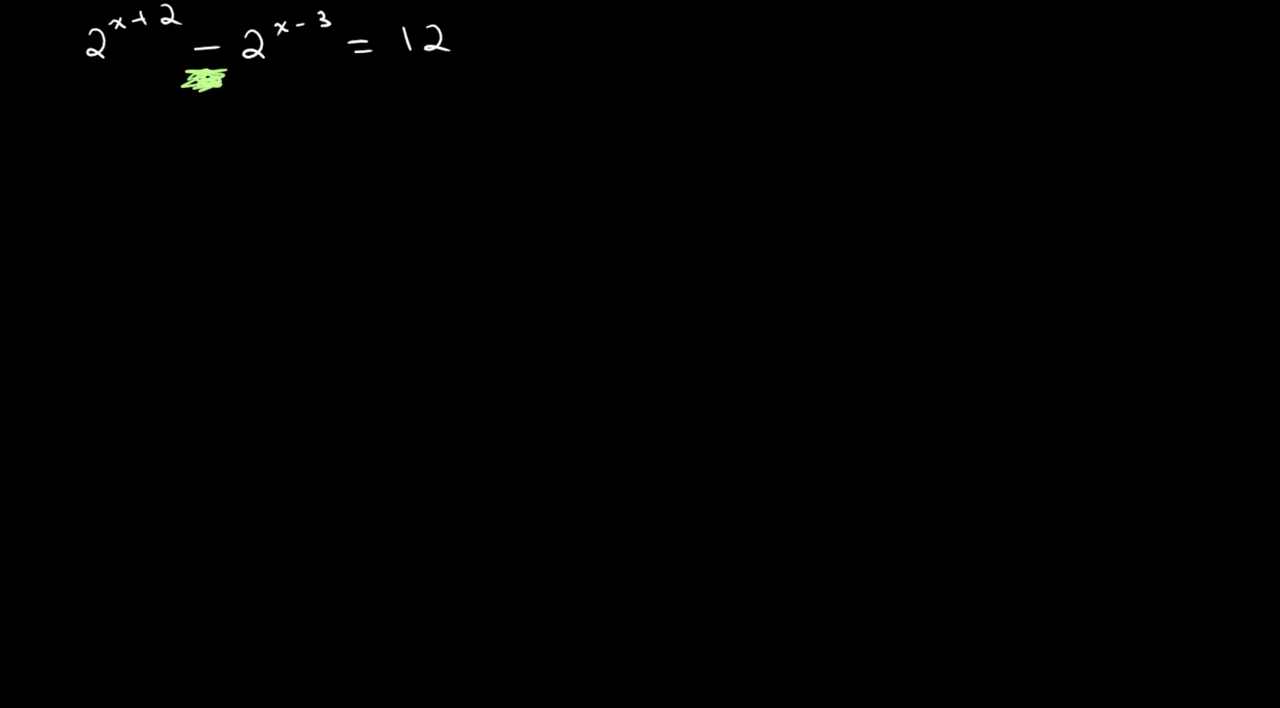 2^{x+2} - 2^{x-3} = 12